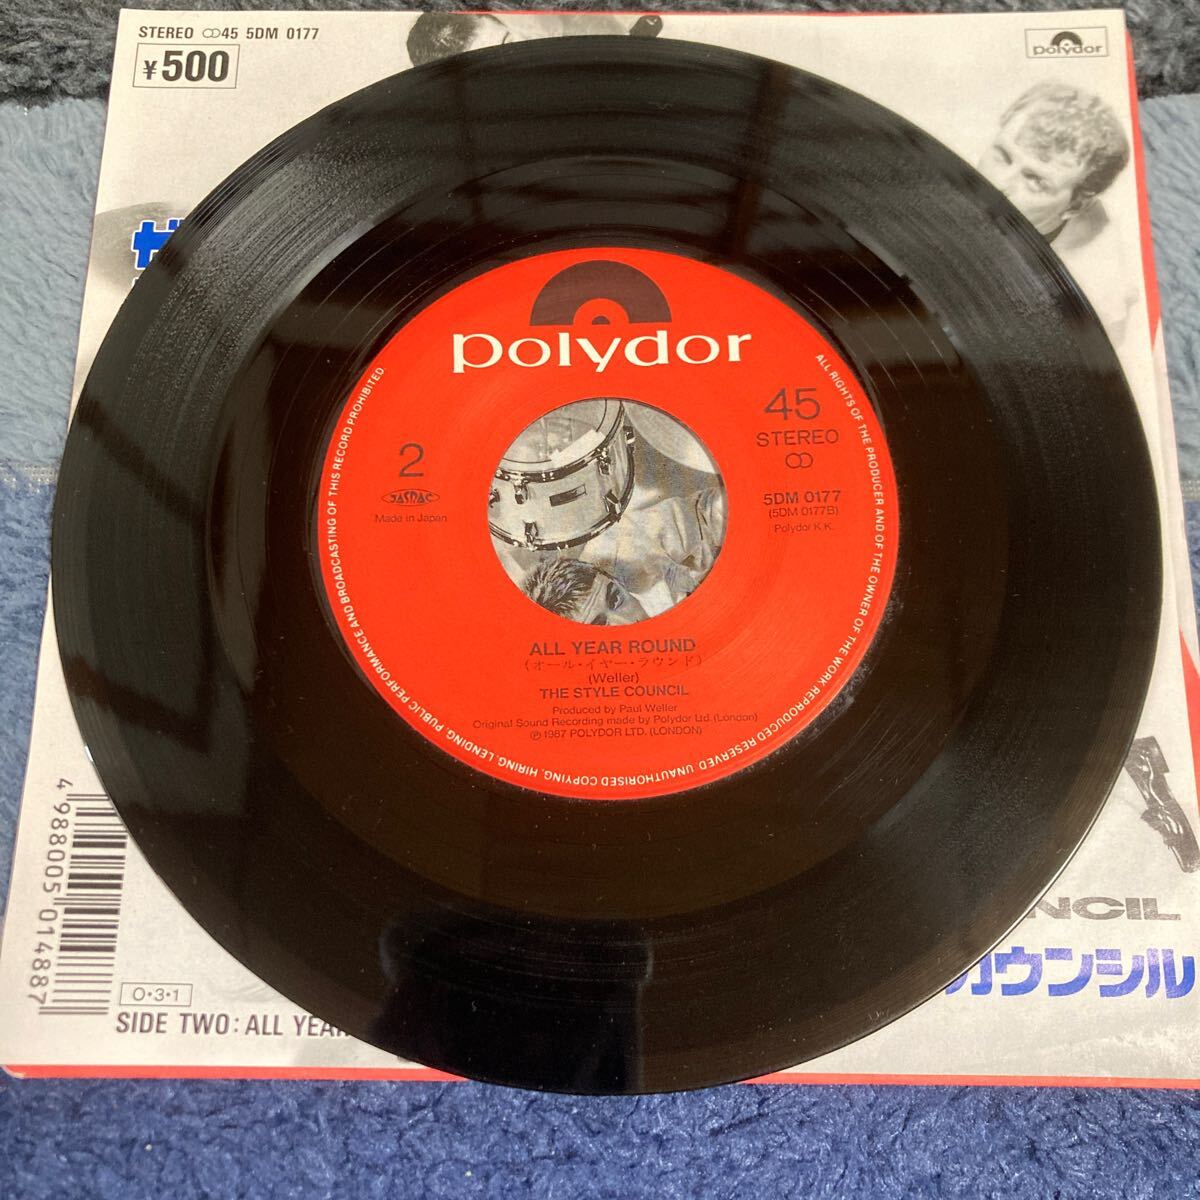 STEREO ∞45 5DM 0177
¥500
polydor
polydor
45
STEREO
∞
2
JASRAC
Made in Japan
5DM 0177
(5DM 0177B)
Polydor K.K.
ALL YEAR ROUND
(オール・イヤー・ラウンド)
(Weller)
THE STYLE COUNCIL
Produced by Paul Weller
Original Sound Recording made by Polydor Ltd. (London)
℗ 1987 POLYDOR LTD. (LONDON)
ALL RIGHTS OF THE PRODUCER AND OF THE OWNER OF THE WORK REPRODUCED RESERVED. UNAUTHORISED COPYING, HIRING, LENDING, PUBLIC PERFORMANCE AND BROADCASTING OF THIS RECORD PROHIBITED.
ザ
NCIL
カウンシル
4988005014887
O・3・1
SIDE TWO: ALL YEAR